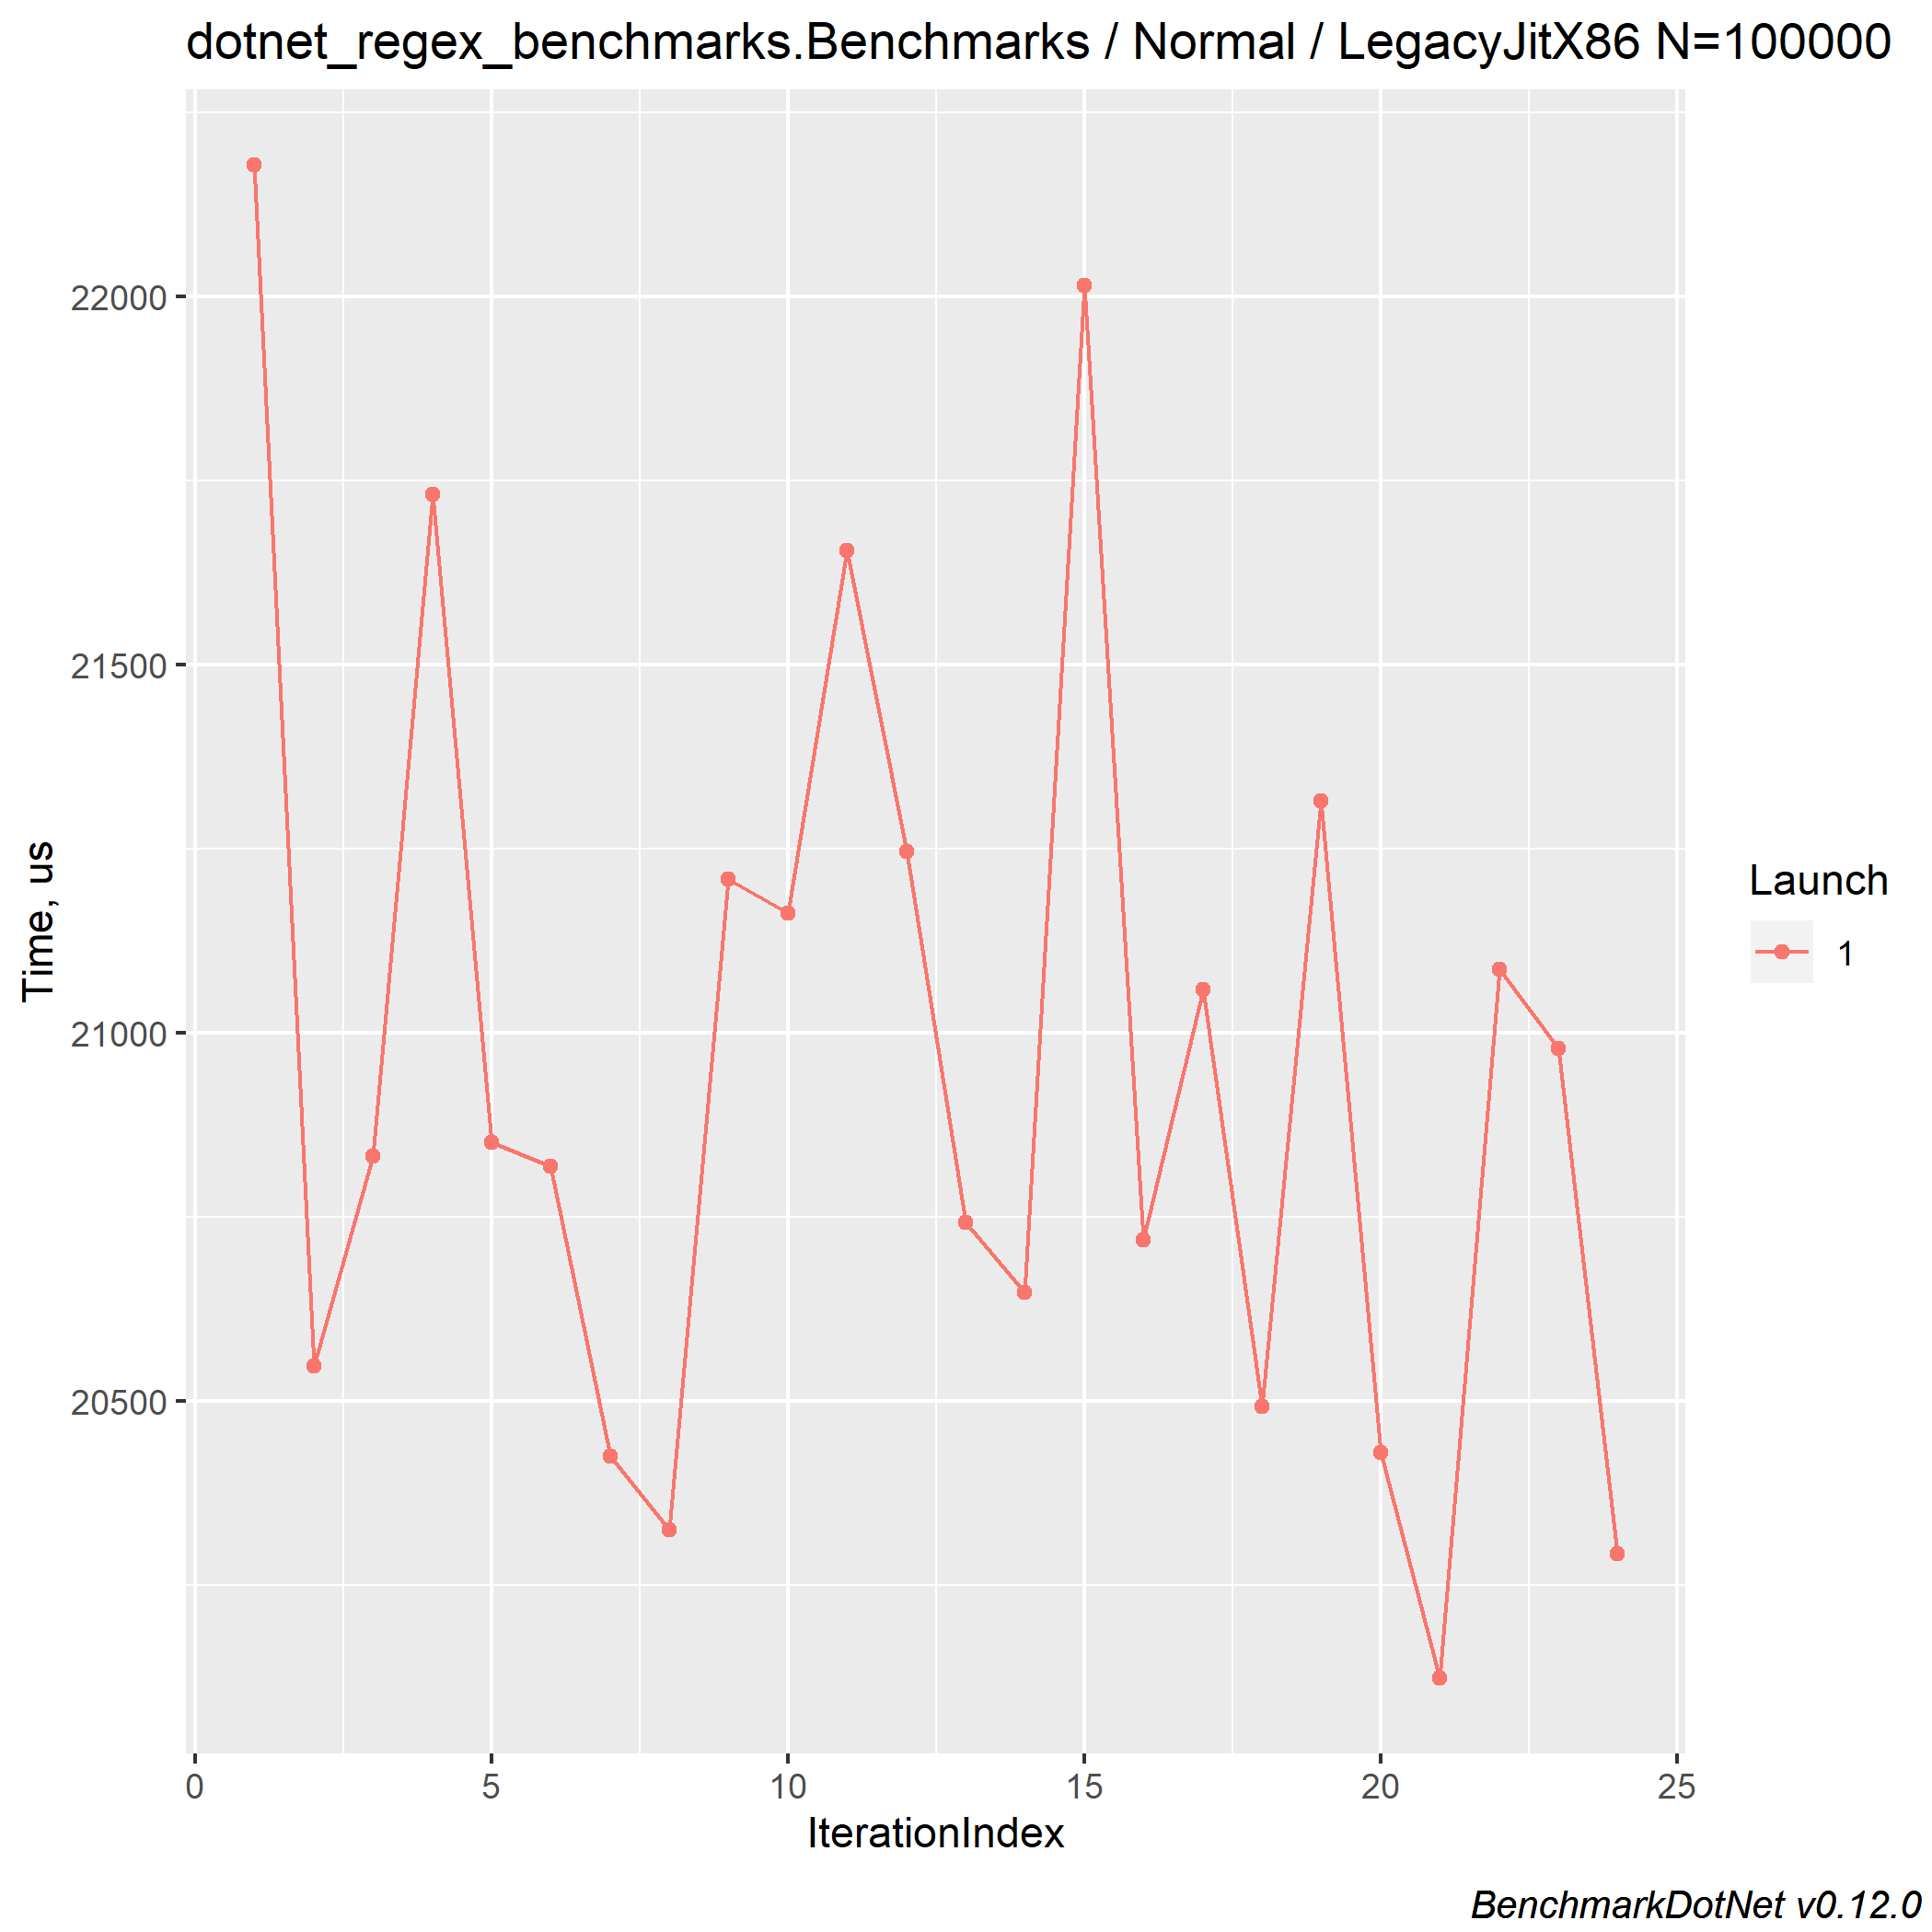 dotnet_regex_benchmarks.Benchmarks / Normal / LegacyJitX86 N=100000
22000
21500
21000
20500
Time, us
0 5 10 15 20 25
IterationIndex
Launch
1
BenchmarkDotNet v0.12.0